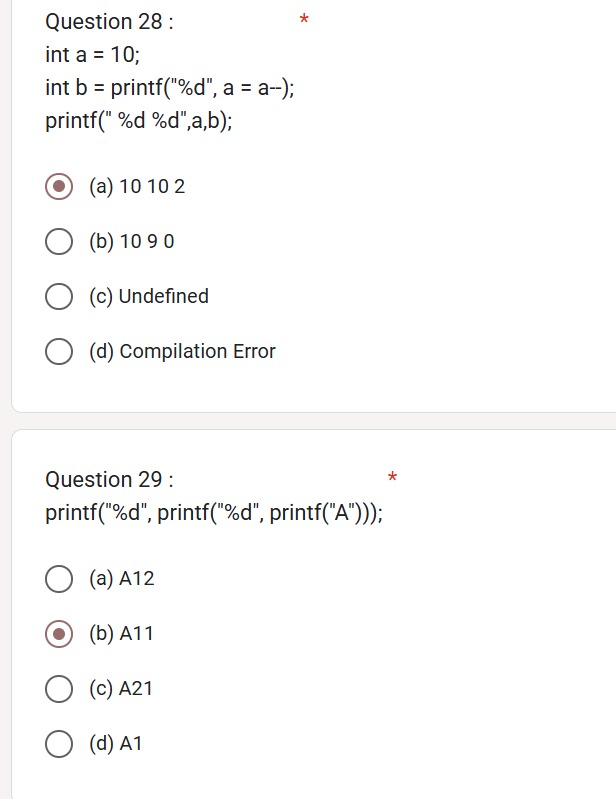 Question 28 : *
int a = 10;
int b = printf("%d", a = a--);
printf(" %d %d",a,b);
(a) 10 10 2
(b) 10 9 0
(c) Undefined
(d) Compilation Error
Question 29 : *
printf("%d", printf("%d", printf("A")));
(a) A12
(b) A11
(c) A21
(d) A1